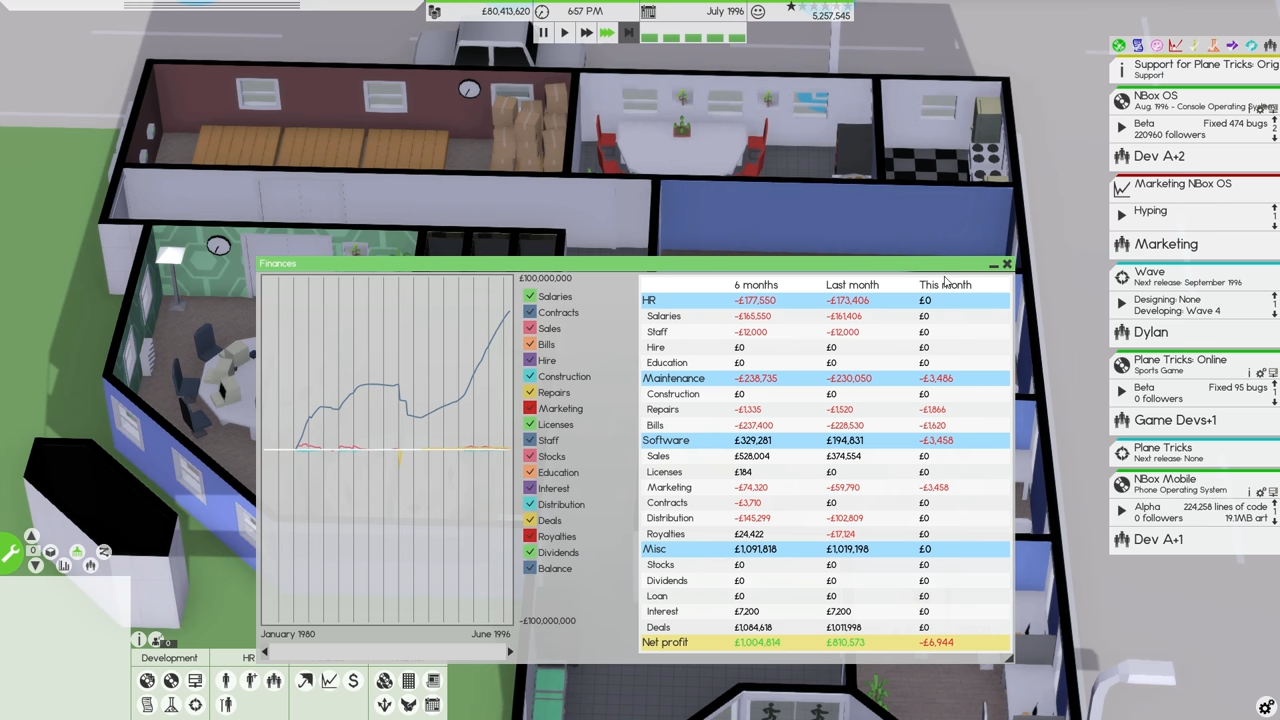 £80,413,620
6:57 PM
July 1996
5,257,545
Support for Plane Tricks: Orig
Support
NBox OS
Aug. 1996 - Console Operating System
Beta
Fixed 474 bugs
2
220960 followers
Dev A+2
Marketing NBox OS
Hyping
1
Marketing
Wave
Next release: September 1996
Designing: None
1
Developing: Wave 4
Dylan
Plane Tricks: Online
Sports Game
Beta
Fixed 95 bugs
1
0 followers
Game Devs+1
Plane Tricks
Next release: None
NBox Mobile
Phone Operating System
Alpha
224,258 lines of code
1
0 followers
19.1MB art
Dev A+1
Finances
£100,000,000
-£100,000,000
January 1980
June 1996
Salaries
Contracts
Sales
Bills
Hire
Construction
Repairs
Marketing
Licenses
Staff
Stocks
Education
Interest
Distribution
Deals
Royalties
Dividends
Balance
6 months Last month This month
HR -£177,550 -£173,406 £0
Salaries -£165,550 -£161,406 £0
Staff -£12,000 -£12,000 £0
Hire £0 £0 £0
Education £0 £0 £0
Maintenance -£238,735 -£230,050 -£3,486
Construction £0 £0 £0
Repairs -£1,335 -£1,520 -£1,866
Bills -£237,400 -£228,530 -£1,620
Software £329,281 £194,831 -£3,458
Sales £528,004 £374,554 £0
Licenses £184 £0 £0
Marketing -£74,320 -£59,790 -£3,458
Contracts -£3,710 £0 £0
Distribution -£145,299 -£102,809 £0
Royalties £24,422 -£17,124 £0
Misc £1,091,818 £1,019,198 £0
Stocks £0 £0 £0
Dividends £0 £0 £0
Loan £0 £0 £0
Interest £7,200 £7,200 £0
Deals £1,084,618 £1,011,998 £0
Net profit £1,004,814 £810,573 -£6,944
0
0
Development
HR